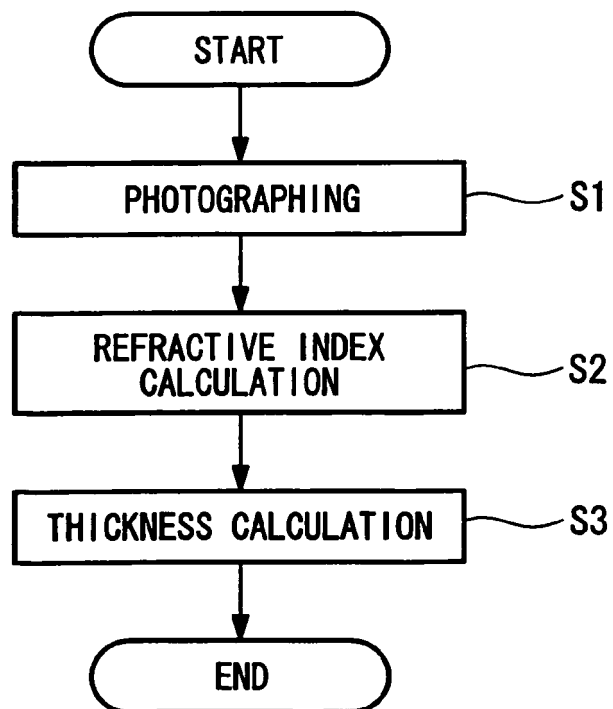 START
PHOTOGRAPHING
S1
REFRACTIVE INDEX
CALCULATION
S2
THICKNESS CALCULATION
S3
END